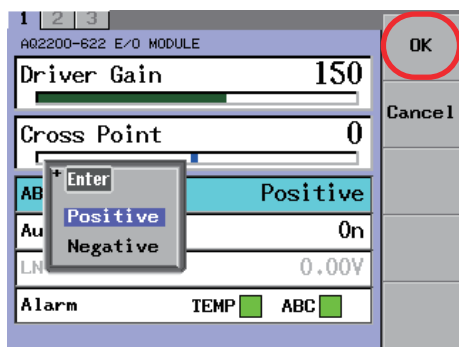 1 2 3
AQ2200-622 E/O MODULE
Driver Gain 150
Cross Point 0
AB Positive
Au On
LN 0.00V
Alarm TEMP ABC
Enter
Positive
Negative
OK
Cancel